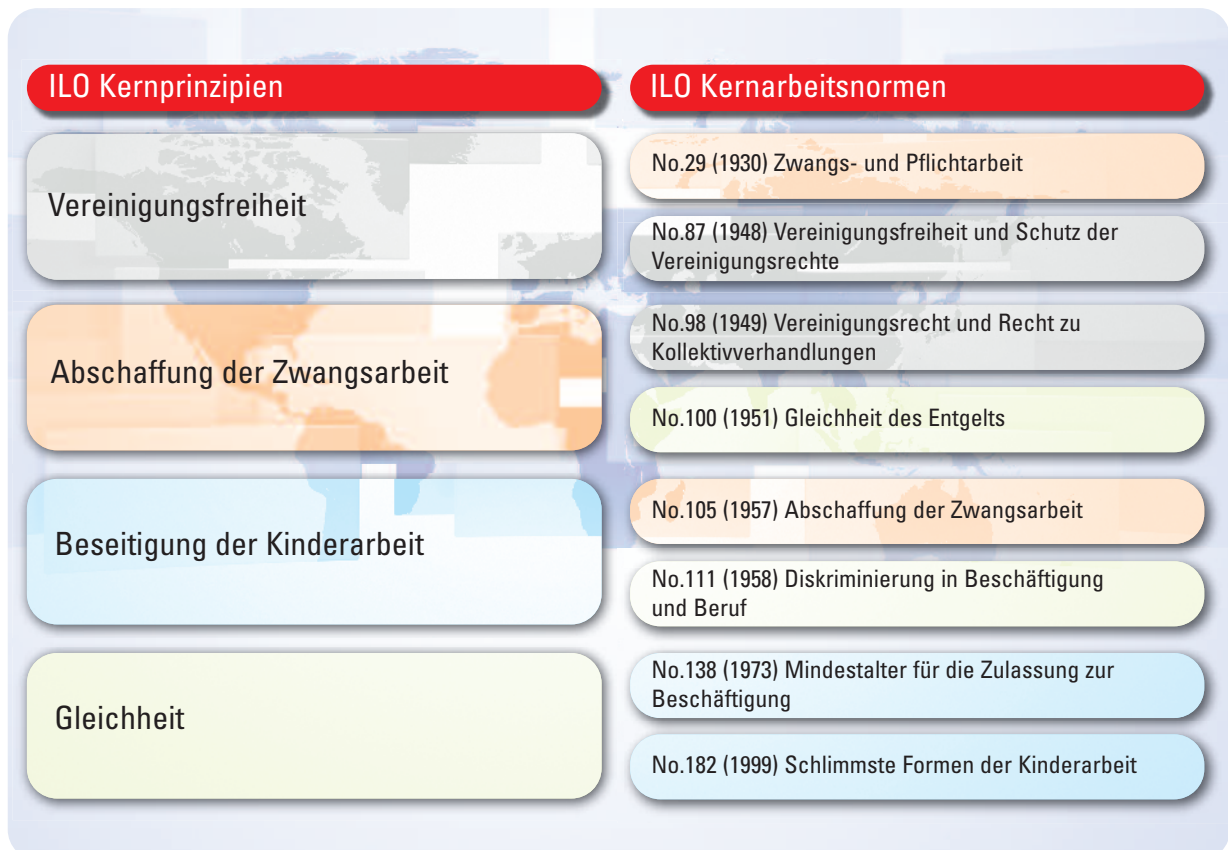 ILO Kernprinzipien
Vereinigungsfreiheit
Abschaffung der Zwangsarbeit
Beseitigung der Kinderarbeit
Gleichheit
ILO Kernarbeitsnormen
No.29 (1930) Zwangs- und Pflichtarbeit
No.87 (1948) Vereinigungsfreiheit und Schutz der
Vereinigungsrechte
No.98 (1949) Vereinigungsrecht und Recht zu
Kollektivverhandlungen
No.100 (1951) Gleichheit des Entgelts
No.105 (1957) Abschaffung der Zwangsarbeit
No.111 (1958) Diskriminierung in Beschäftigung
und Beruf
No.138 (1973) Mindestalter für die Zulassung zur
Beschäftigung
No.182 (1999) Schlimmste Formen der Kinderarbeit